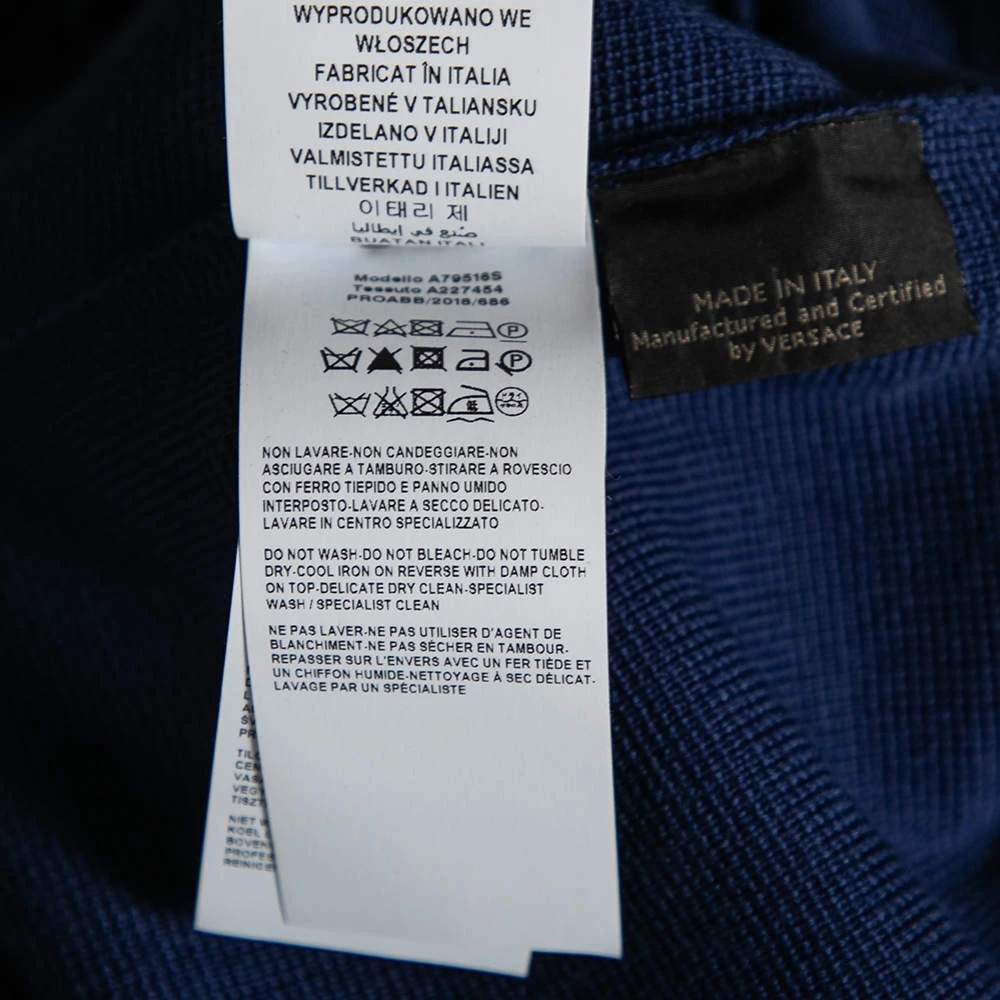 WYPRODUKOWANO WE
WŁOSZECH
FABRICAT ÎN ITALIA
VYROBENÉ V TALIANSKU
IZDELANO V ITALIJI
VALMISTETTU ITALIASSA
TILLVERKAD I ITALIEN
이태리 제
صنع في ايطاليا
BUATAN ITALI
Modello A79516S
Tessuto A227454
PROABB/2018/686
NON LAVARE-NON CANDEGGIARE-NON
ASCIUGARE A TAMBURO-STIRARE A ROVESCIO
CON FERRO TIEPIDO E PANNO UMIDO
INTERPOSTO-LAVARE A SECCO DELICATO-
LAVARE IN CENTRO SPECIALIZZATO
DO NOT WASH-DO NOT BLEACH-DO NOT TUMBLE
DRY-COOL IRON ON REVERSE WITH DAMP CLOTH
ON TOP-DELICATE DRY CLEAN-SPECIALIST
WASH / SPECIALIST CLEAN
NE PAS LAVER-NE PAS UTILISER D'AGENT DE
BLANCHIMENT-NE PAS SÉCHER EN TAMBOUR-
REPASSER SUR L'ENVERS AVEC UN FER TIÈDE ET
UN CHIFFON HUMIDE-NETTOYAGE À SEC DÉLICAT-
LAVAGE PAR UN SPÉCIALISTE
NIET
MADE IN ITALY
Manufactured and Certified
by VERSACE